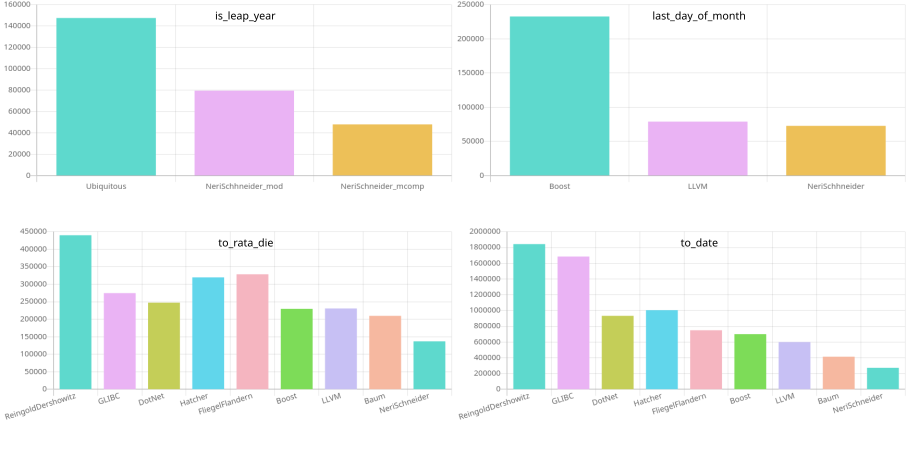 is_leap_year
160000
140000
120000
100000
80000
60000
40000
20000
0
Ubiquitous
NeriSchhneider_mod
NeriSchneider_mcomp
last_day_of_month
250000
200000
150000
100000
50000
0
Boost
LLVM
NeriSchhneider
to_rata_die
450000
400000
350000
300000
250000
200000
150000
100000
50000
0
ReingoldDershowitz
GLIBC
DotNet
Hatcher
FliegelFlandern
Boost
LLVM
Baum
NeriSchneider
to_date
2000000
1800000
1600000
1400000
1200000
1000000
800000
600000
400000
200000
0
ReingoldDershowitz
GLIBC
DotNet
Hatcher
FliegelFlandern
Boost
LLVM
Baum
NeriSchneider